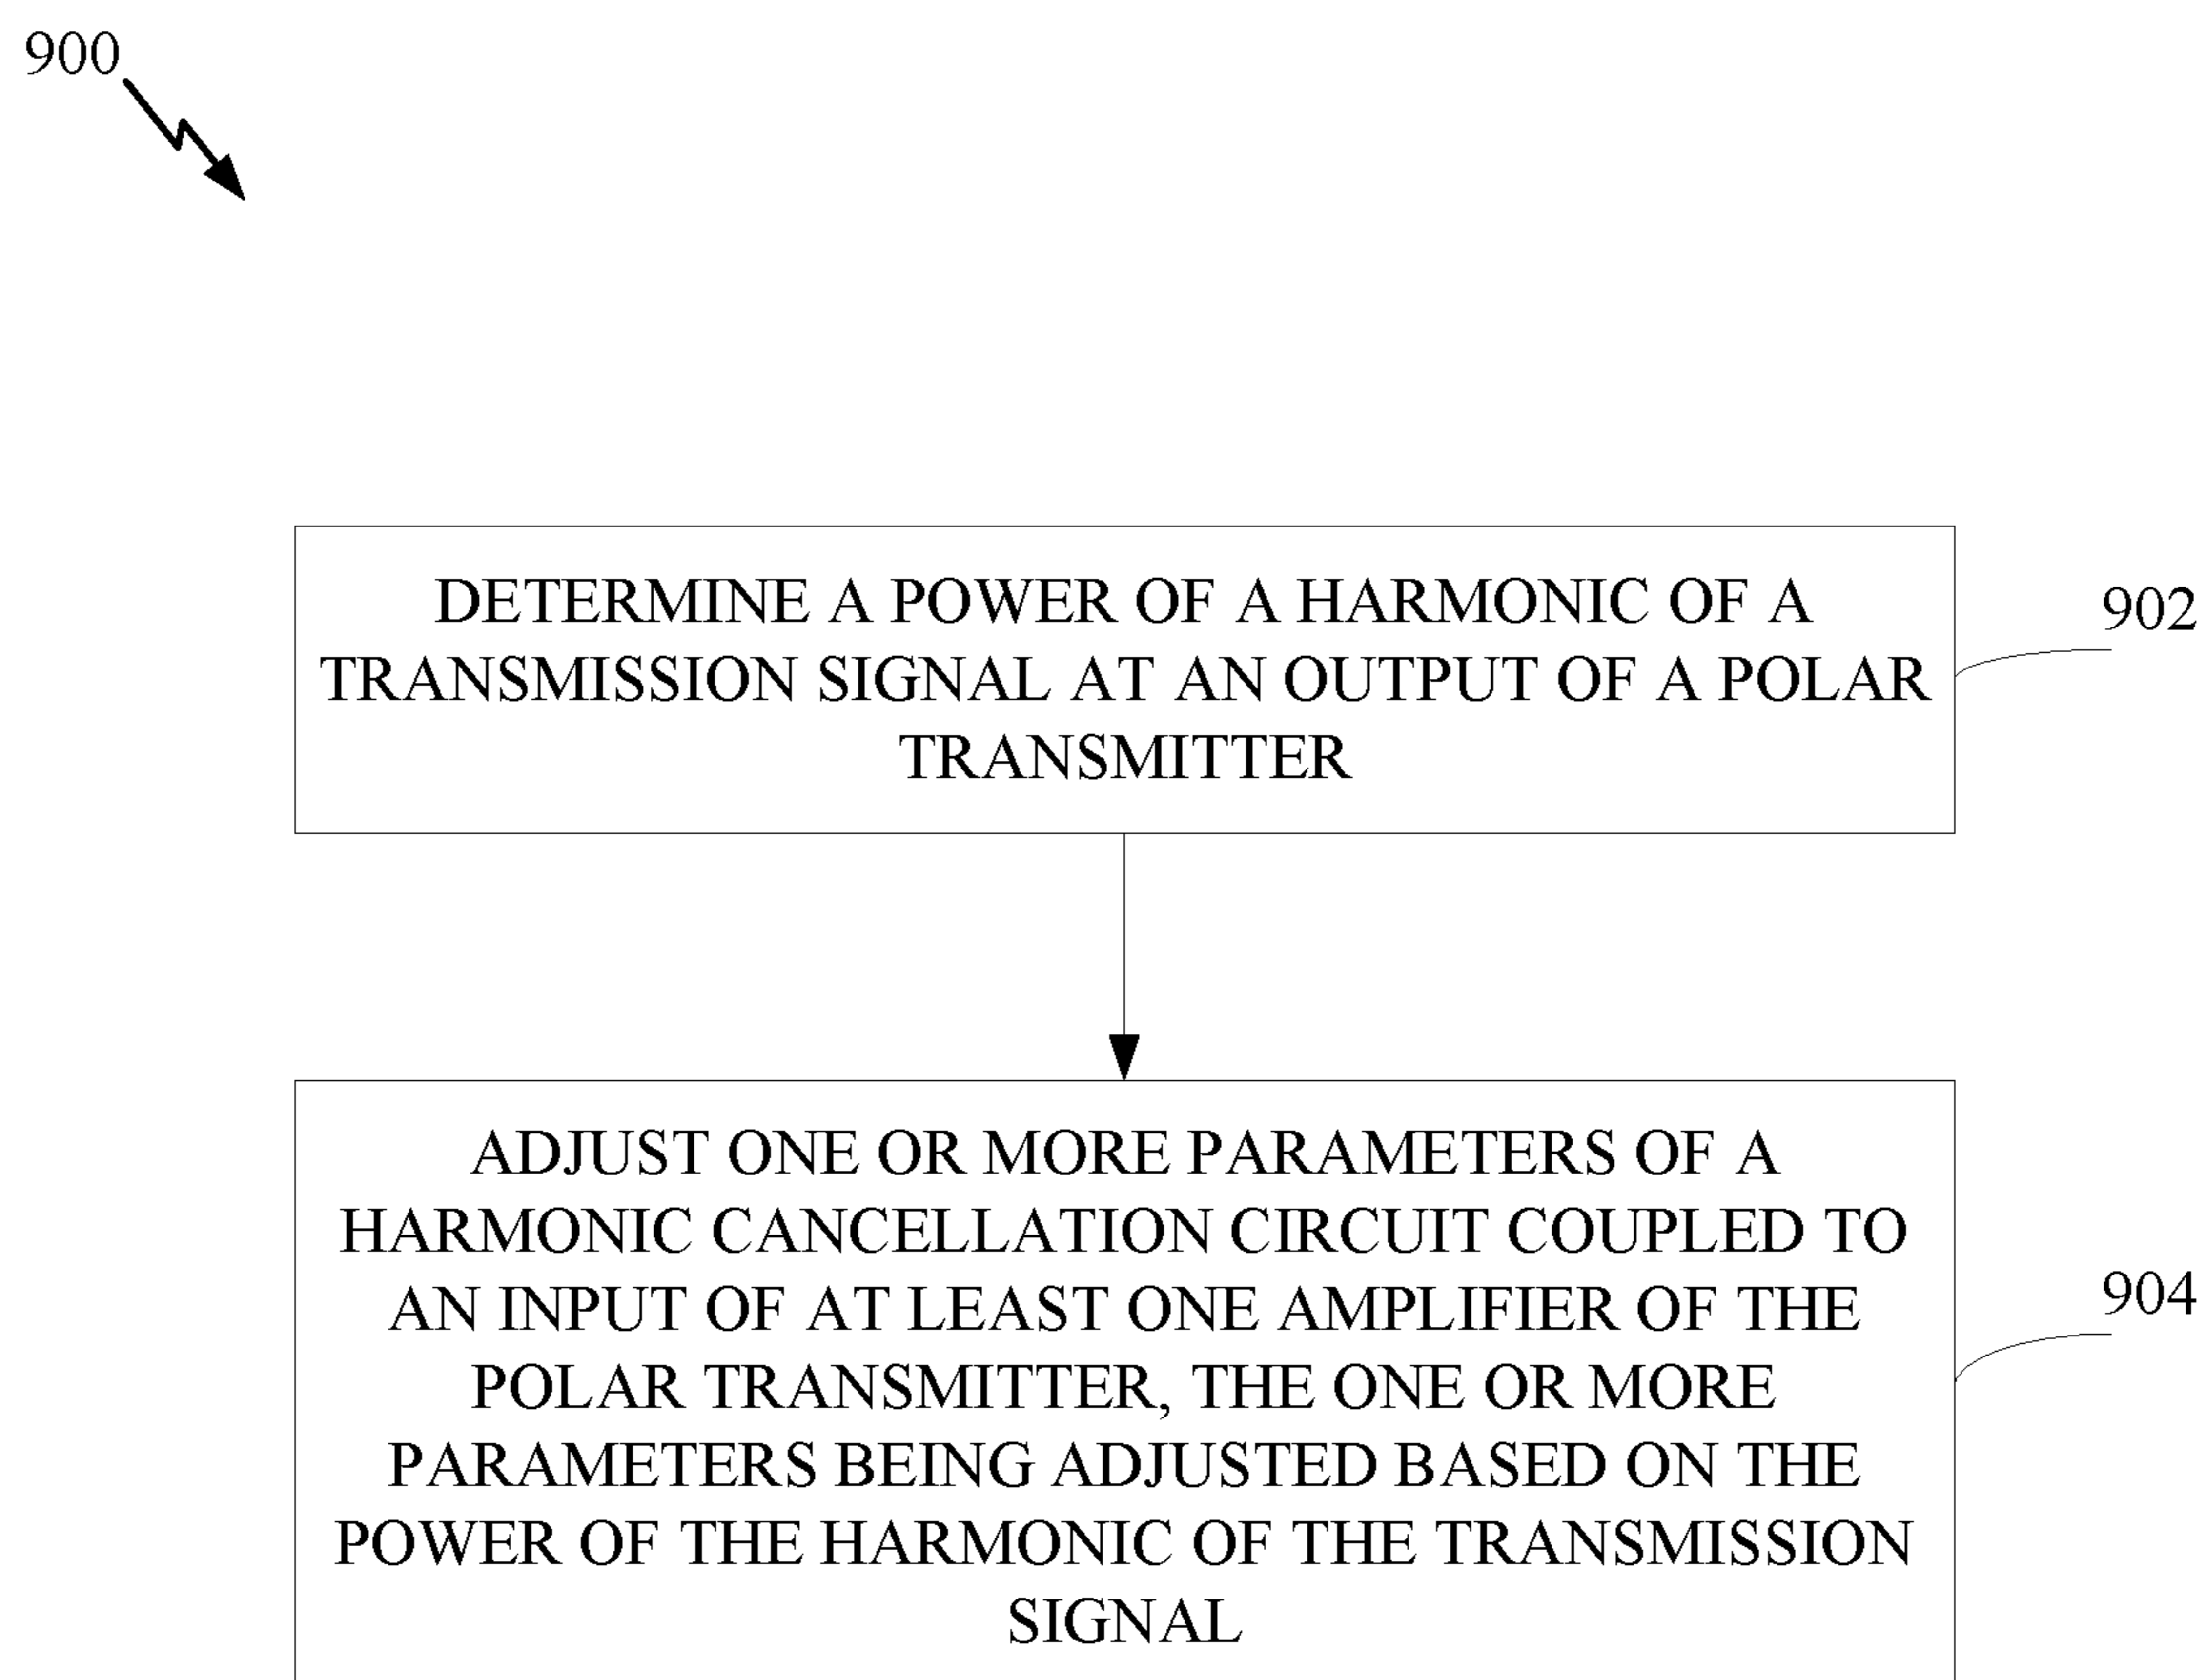 900
DETERMINE A POWER OF A HARMONIC OF A
TRANSMISSION SIGNAL AT AN OUTPUT OF A POLAR
TRANSMITTER
902
ADJUST ONE OR MORE PARAMETERS OF A
HARMONIC CANCELLATION CIRCUIT COUPLED TO
AN INPUT OF AT LEAST ONE AMPLIFIER OF THE
POLAR TRANSMITTER, THE ONE OR MORE
PARAMETERS BEING ADJUSTED BASED ON THE
POWER OF THE HARMONIC OF THE TRANSMISSION
SIGNAL
904